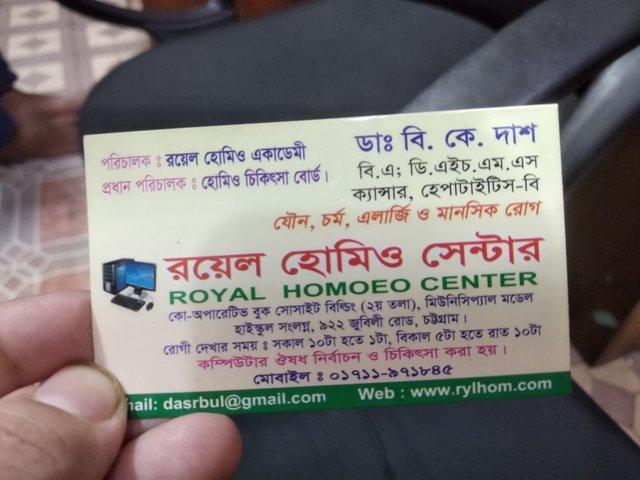 পরিচালক : রয়েল হোমিও একাডেমী
প্রধান পরিচালক : হোমিও চিকিৎসা বোর্ড।
ডাঃ বি. কে. দাশ
বি.এ; ডি.এইচ.এম.এস
ক্যান্সার, হেপাটাইটিস-বি
যৌন, চর্ম, এলার্জি ও মানসিক রোগ
রয়েল হোমিও সেন্টার
ROYAL HOMOEO CENTER
কো-অপারেটিভ বুক সোসাইট বিল্ডিং (২য় তলা), মিউনিসিপ্যাল মডেল
হাইস্কুল সংলগ্ন, ৯২২ জুবিলী রোড, চট্টগ্রাম।
রোগী দেখার সময় : সকাল ১০টা হতে ১টা, বিকাল ৫টা হতে রাত ১০টা
কম্পিউটার ঔষধ নির্বাচন ও চিকিৎসা করা হয়।
মোবাইল : ০১৭১১-৯৭১৮৪৫
ail: dasrbul@gmail.com Web : www.rylhom.com